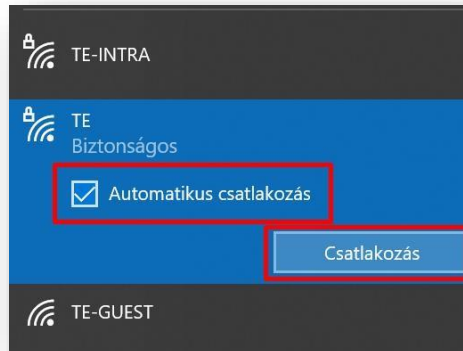 TE-INTRA
TE
Biztonságos
Automatikus csatlakozás
Csatlakozás
TE-GUEST